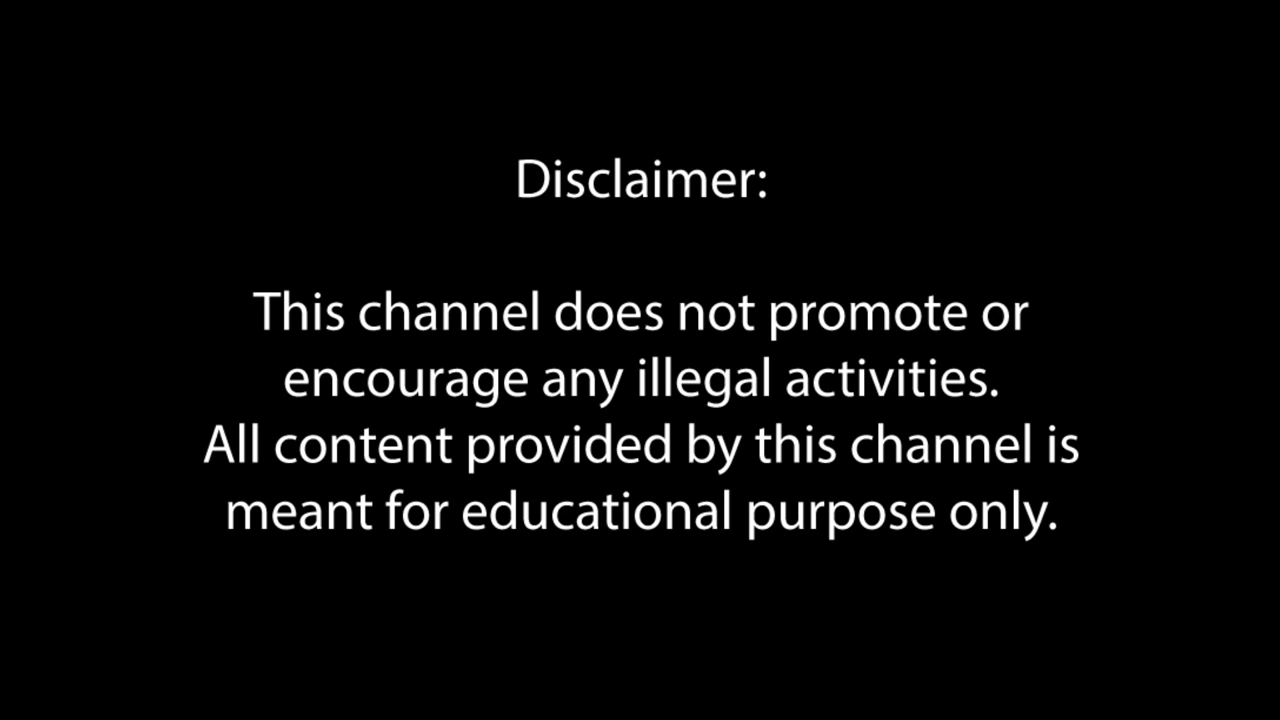 Disclaimer:
This channel does not promote or
encourage any illegal activities.
All content provided by this channel is
meant for educational purpose only.